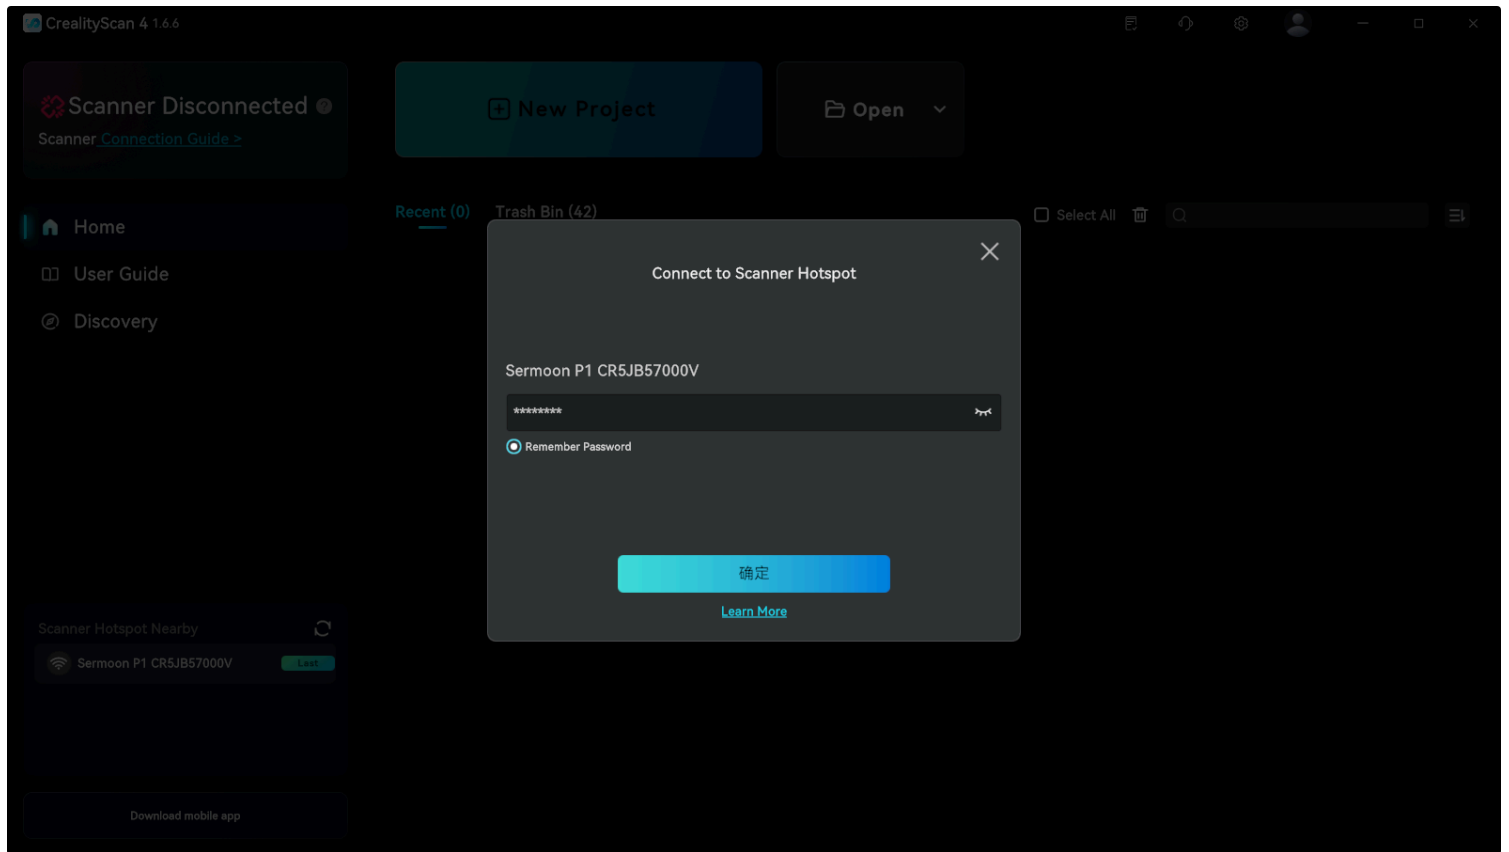 CrealityScan 4 1.6.6
Scanner Disconnected ?
Scanner Connection Guide >
New Project
Open
Home
User Guide
Discovery
Recent (0)
Trash Bin (42)
Select All
Connect to Scanner Hotspot
Sermoon P1 CR5JB57000V
********
Remember Password
确定
Learn More
Scanner Hotspot Nearby
Sermoon P1 CR5JB57000V
Last
Download mobile app